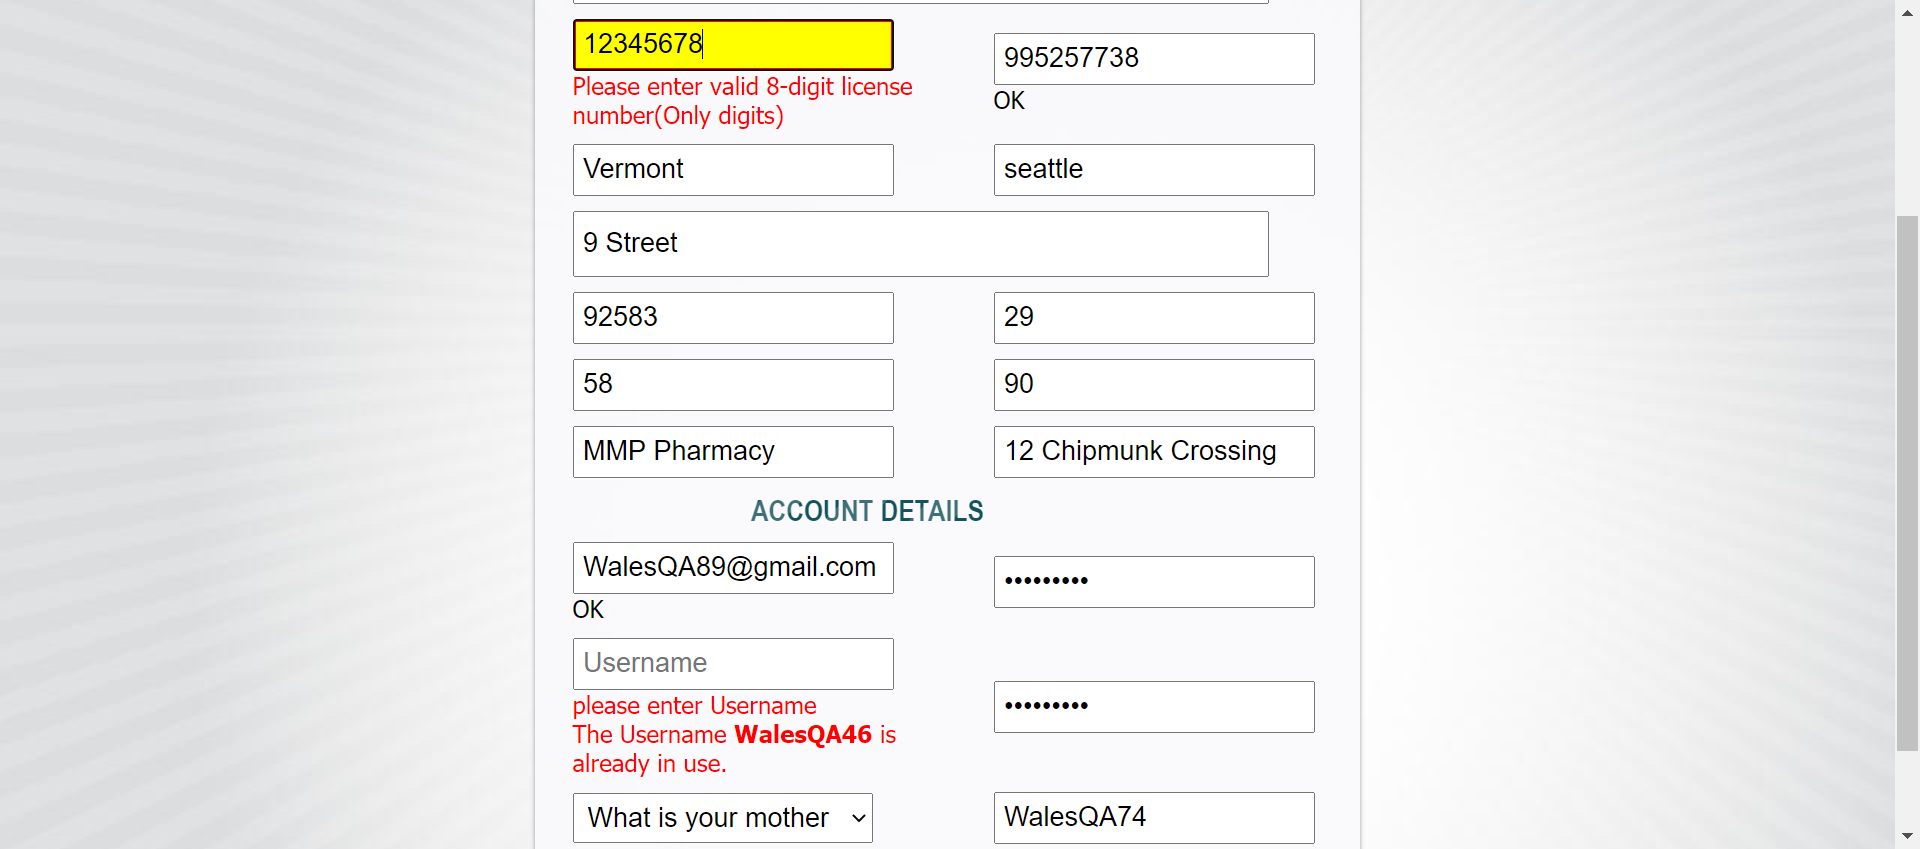 12345678
995257738
Please enter valid 8-digit license
number(Only digits)
OK
Vermont
seattle
9 Street
92583
29
58
90
MMP Pharmacy
12 Chipmunk Crossing
ACCOUNT DETAILS
WalesQA89@gmail.com
•••••••••
OK
Username
please enter Username
The Username WalesQA46 is
already in use.
•••••••••
What is your mother
WalesQA74